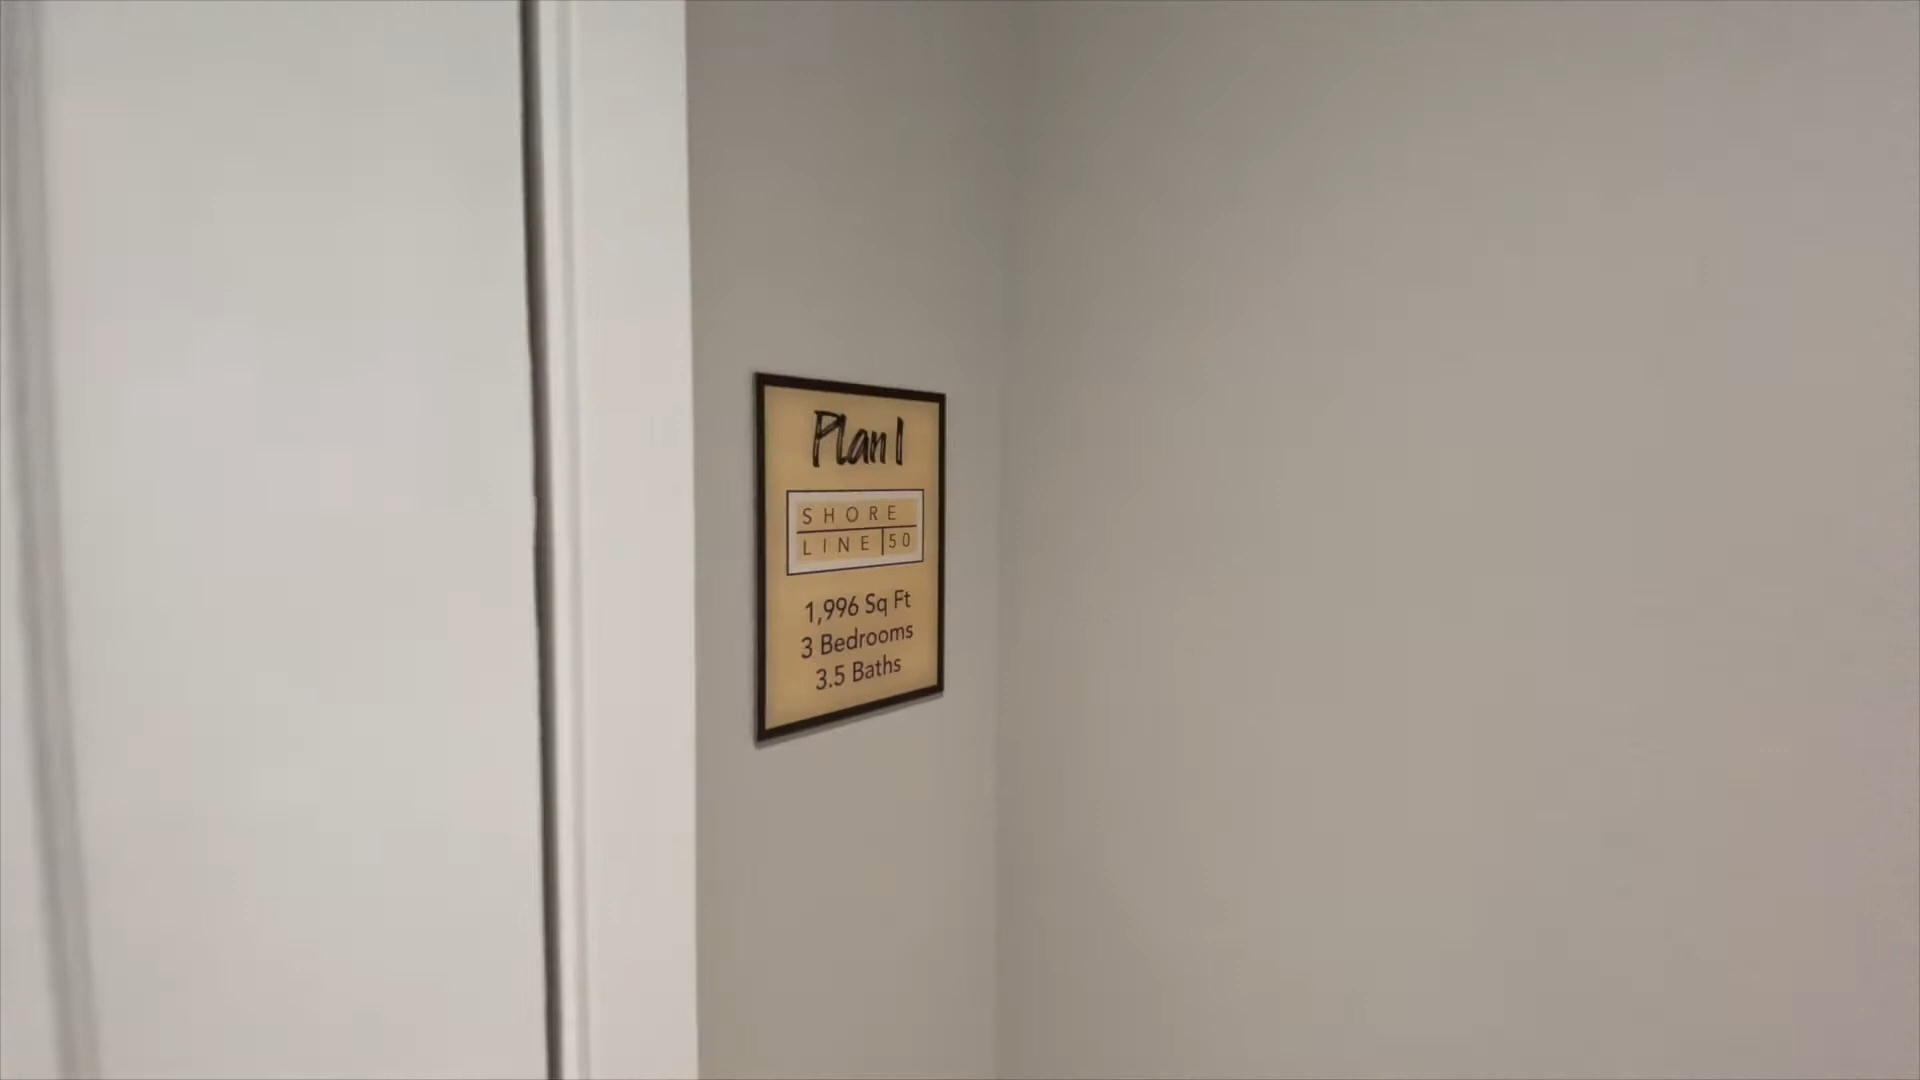 Plan 1
SHORE
LINE 50
1,996 Sq Ft
3 Bedrooms
3.5 Baths